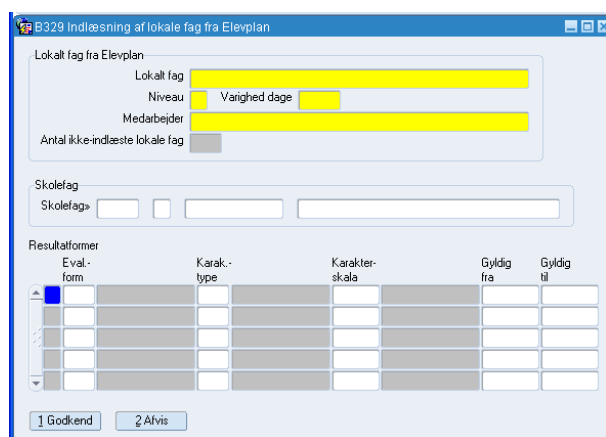 B329 Indlæsning af lokale fag fra Elevplan
Lokalt fag fra Elevplan
Lokalt fag
Niveau Varighed dage
Medarbejder
Antal ikke-indlæste lokale fag
Skolefag
Skolefag»
Resultatformer
Eval.- Karak.- Karakter- Gyldig Gyldig
form type skala fra til
1 Godkend 2 Afvis